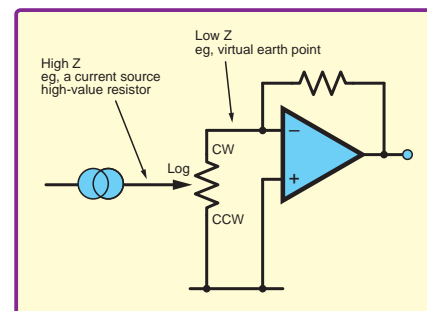 Low Z
eg, virtual earth point
High Z
eg, a current source
high-value resistor
Log
CW
CCW
−
+